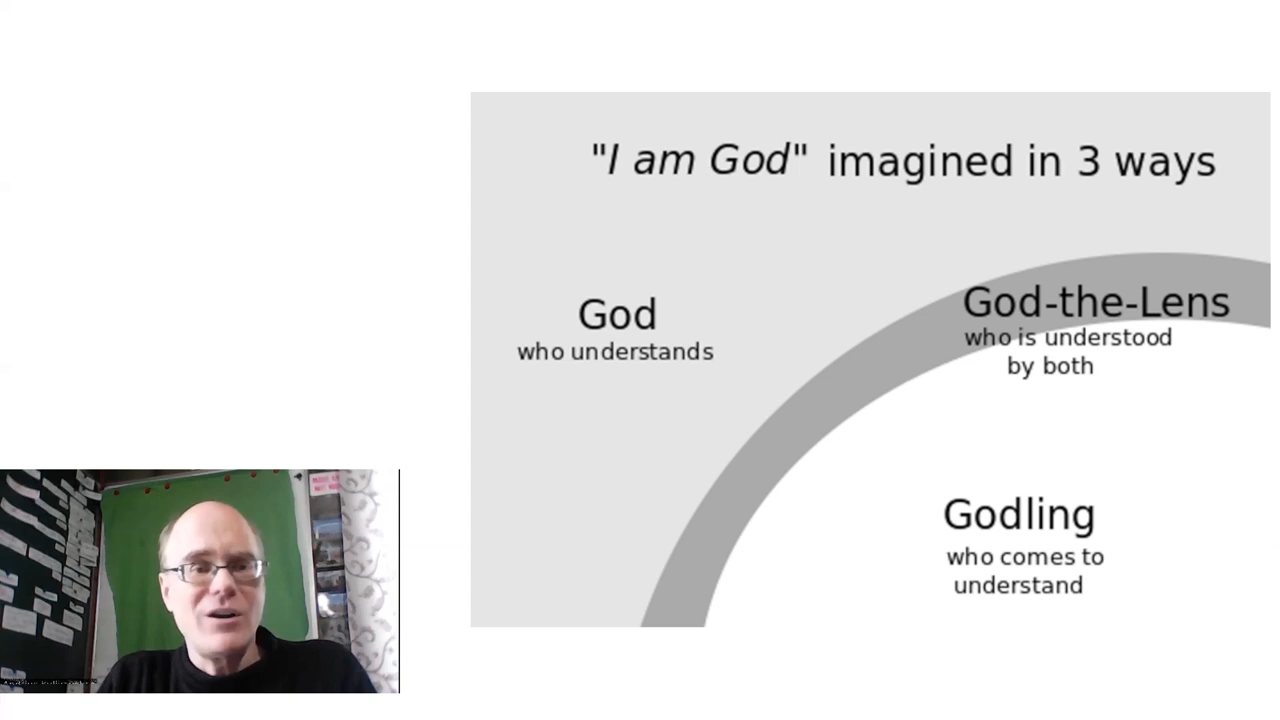 "I am God" imagined in 3 ways
God
who understands
God-the-Lens
who is understood
by both
Godling
who comes to
understand